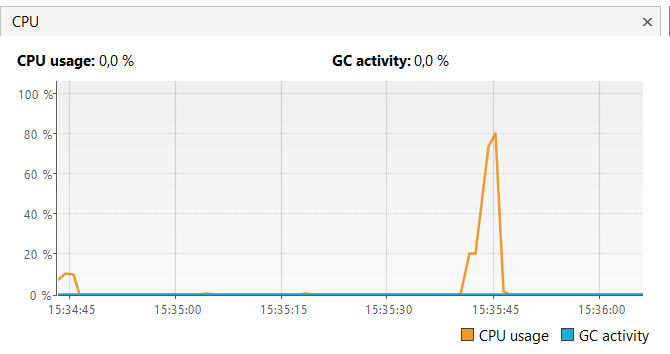 CPU ×
CPU usage: 0,0 % GC activity: 0,0 %
100 %
80 %
60 %
40 %
20 %
0 %
15:34:45 15:35:00 15:35:15 15:35:30 15:35:45 15:36:00
CPU usage GC activity